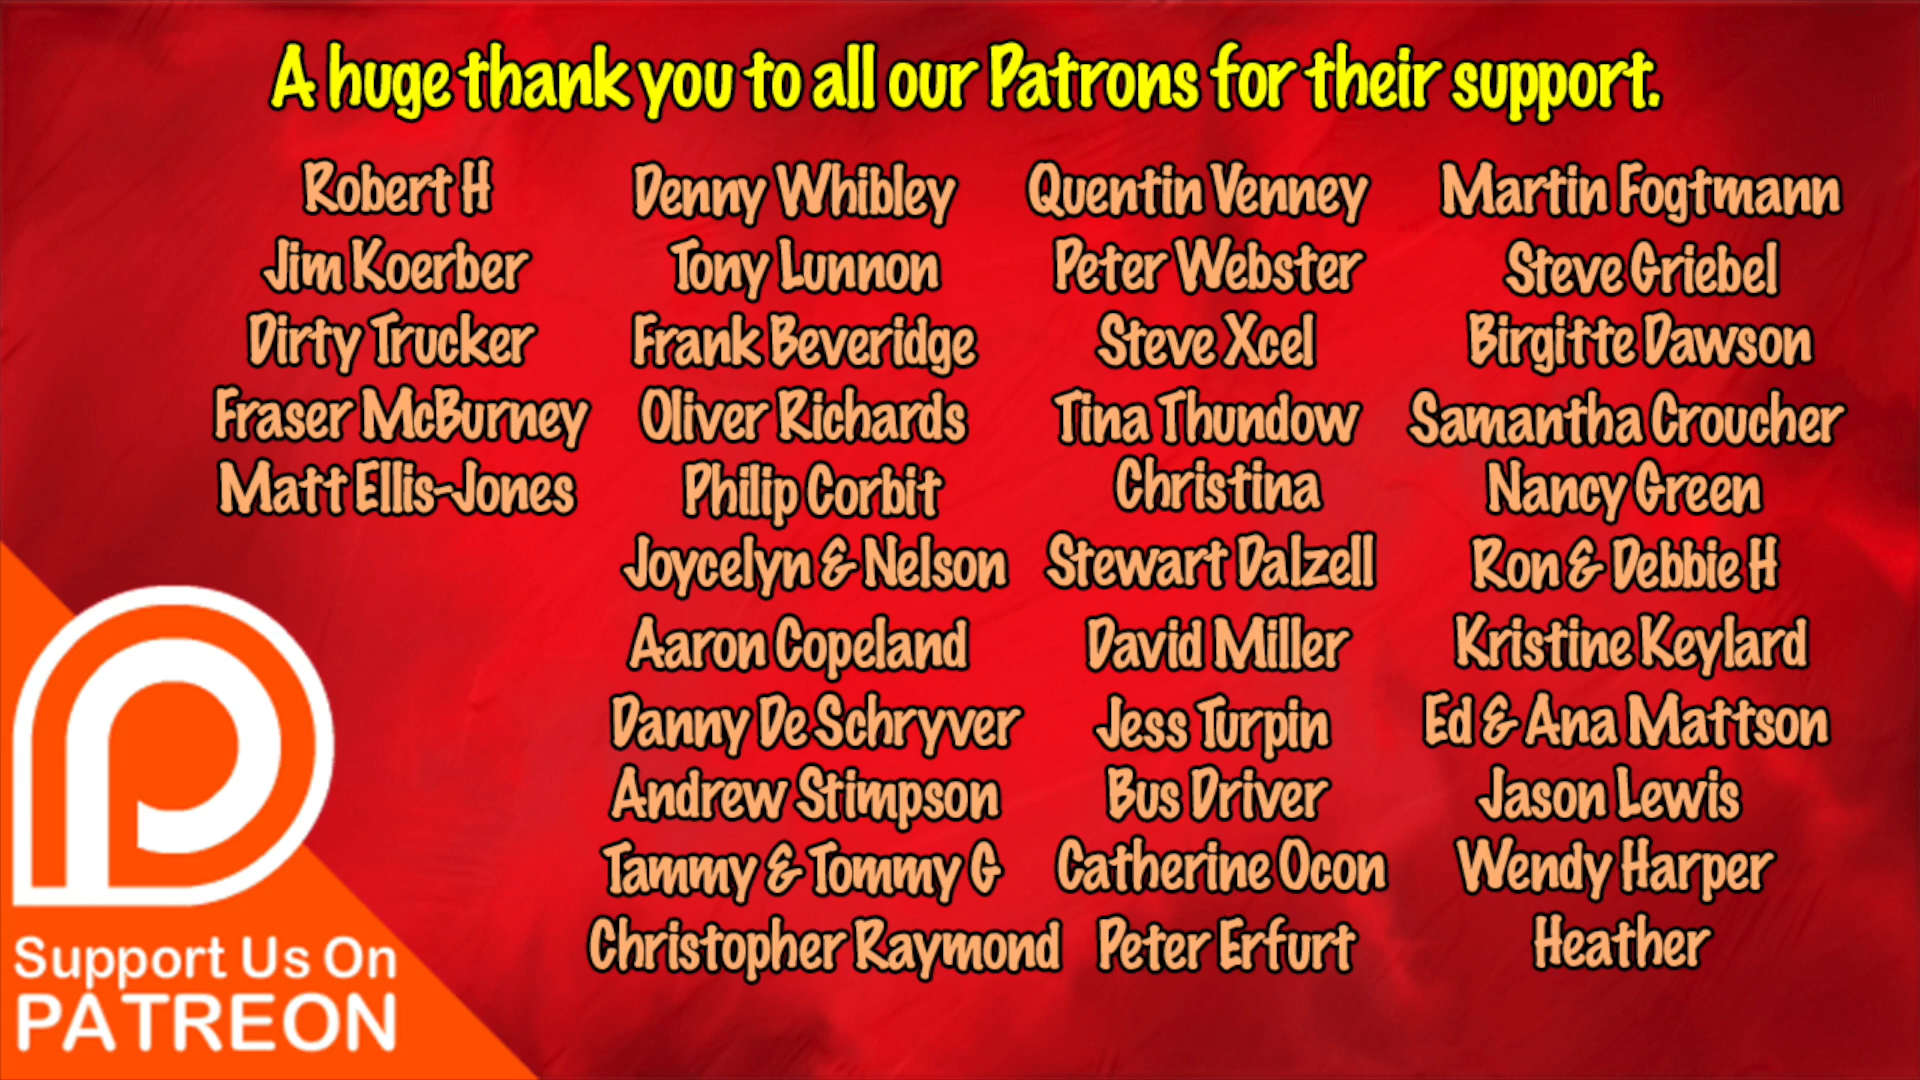 A huge thank you to all our Patrons for their support.
Robert H
Jim Koerber
Dirty Trucker
Fraser McBurney
Matt Ellis-Jones
Denny Whibley
Tony Lunnon
Frank Beveridge
Oliver Richards
Philip Corbit
Joycelyn & Nelson
Aaron Copeland
Danny De Schryver
Andrew Stimpson
Tammy & Tommy G
Christopher Raymond
Quentin Venney
Peter Webster
Steve Xcel
Tina Thundow
Christina
Stewart Dalzell
David Miller
Jess Turpin
Bus Driver
Catherine Ocon
Peter Erfurt
Martin Fogtmann
Steve Griebel
Birgitte Dawson
Samantha Croucher
Nancy Green
Ron & Debbie H
Kristine Keylard
Ed & Ana Mattson
Jason Lewis
Wendy Harper
Heather
Support Us On
PATREON